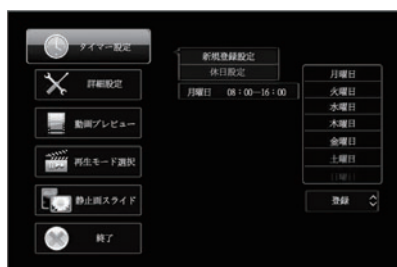 タイマー設定
詳細設定
動画プレビュー
再生モード選択
静止画スライド
終了
新規登録設定
休日設定
月曜日 08:00—16:00
月曜日
火曜日
水曜日
木曜日
金曜日
土曜日
日曜日
登録